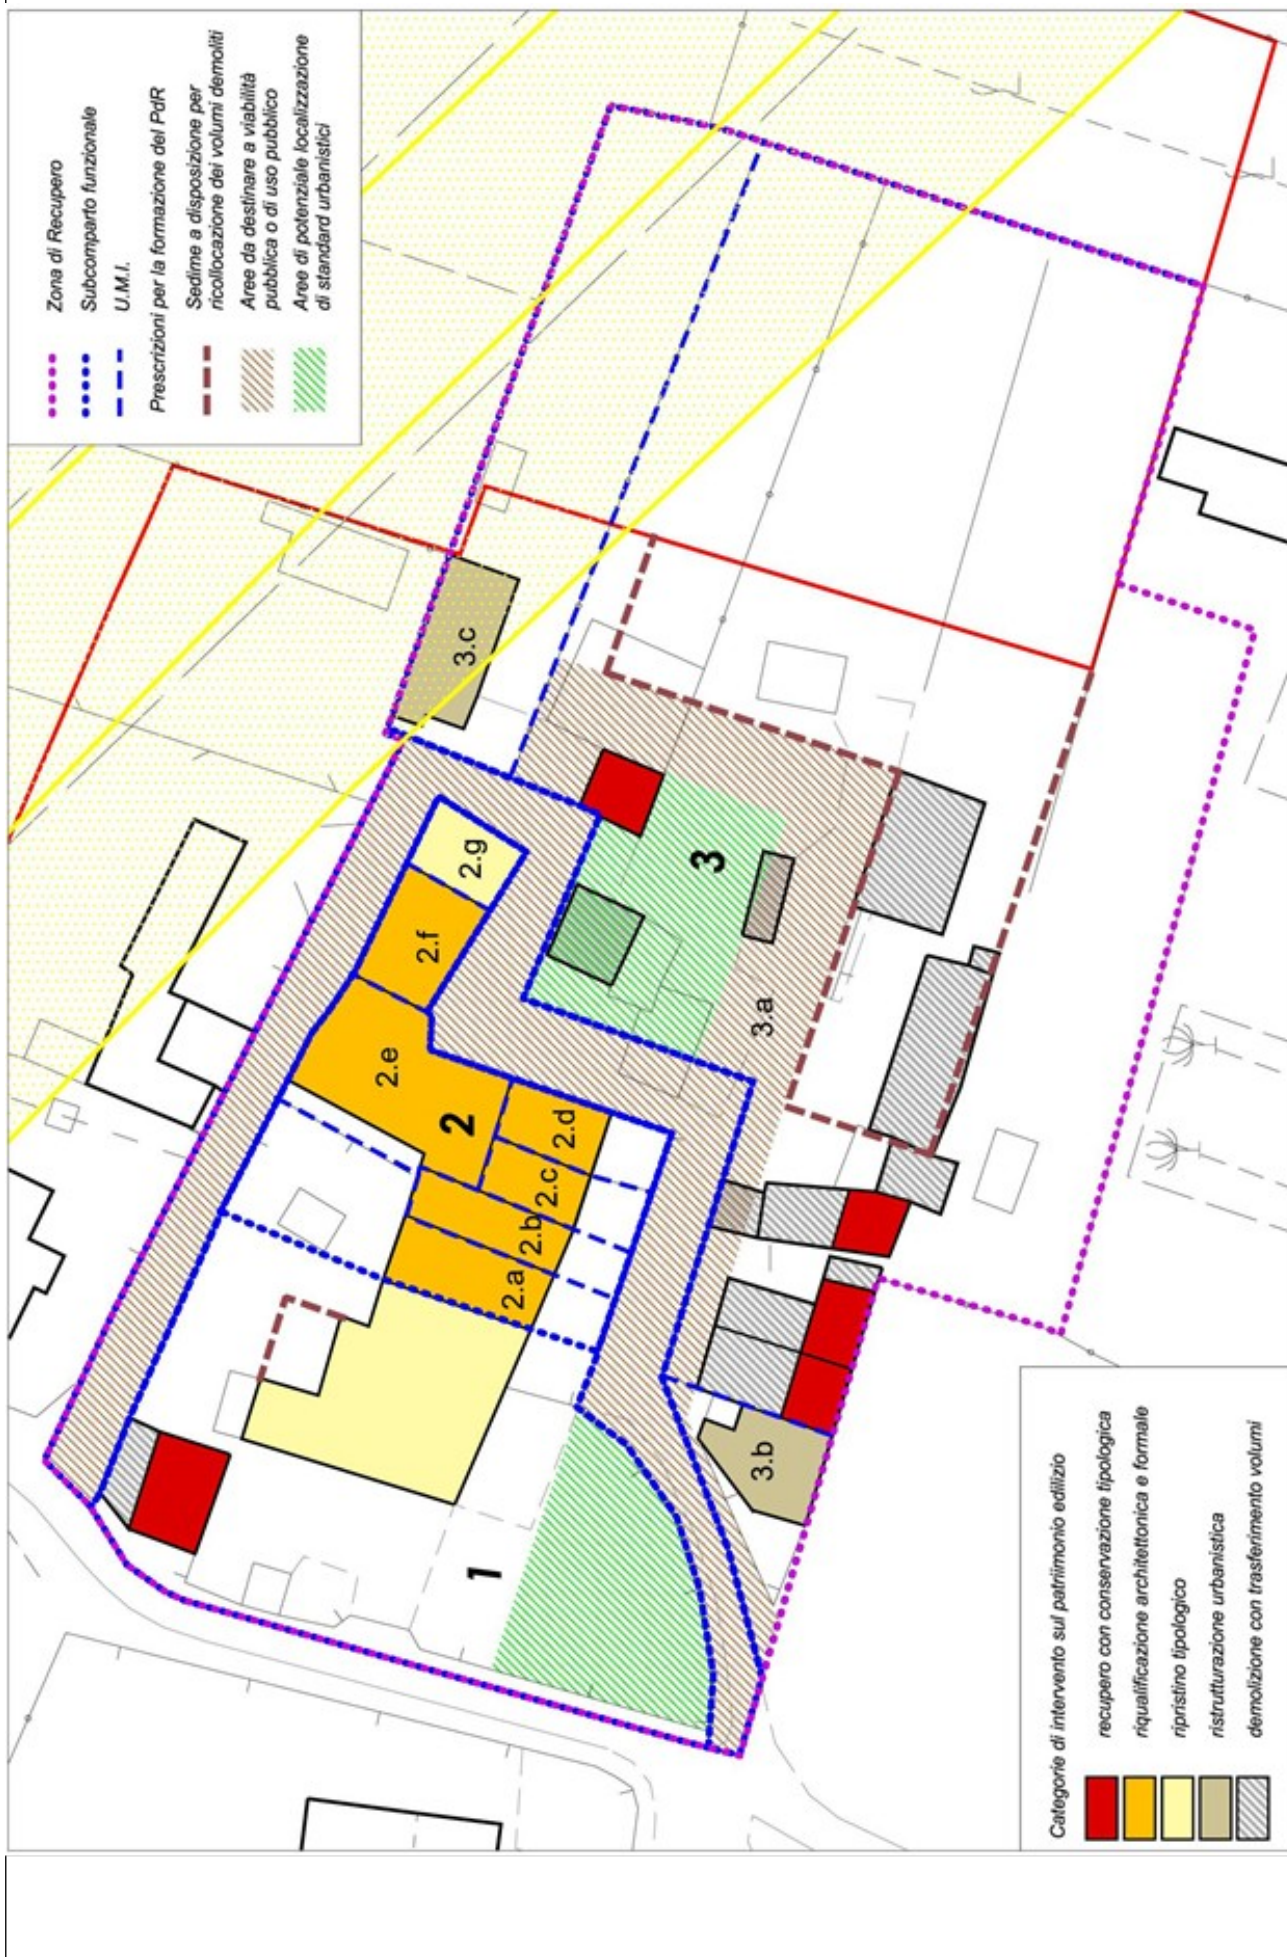 Zona di Recupero
Subcomparto funzionale
U.M.I.
Prescrizioni per la formazione del PdR
Sedime a disposizione per
ricollocazione dei volumi demoliti
Aree da destinare a viabilità
pubblica o di uso pubblico
Aree di potenziale localizzazione
di standard urbanistici
3.c
2.g
2.f
3
2.e
3.a
2
2.d
2.c
2.b
2.a
3.b
1
Categorie di intervento sul patrimonio edilizio
recupero con conservazione tipologica
riqualificazione architettonica e formale
ripristino tipologico
ristrutturazione urbanistica
demolizione con trasferimento volumi